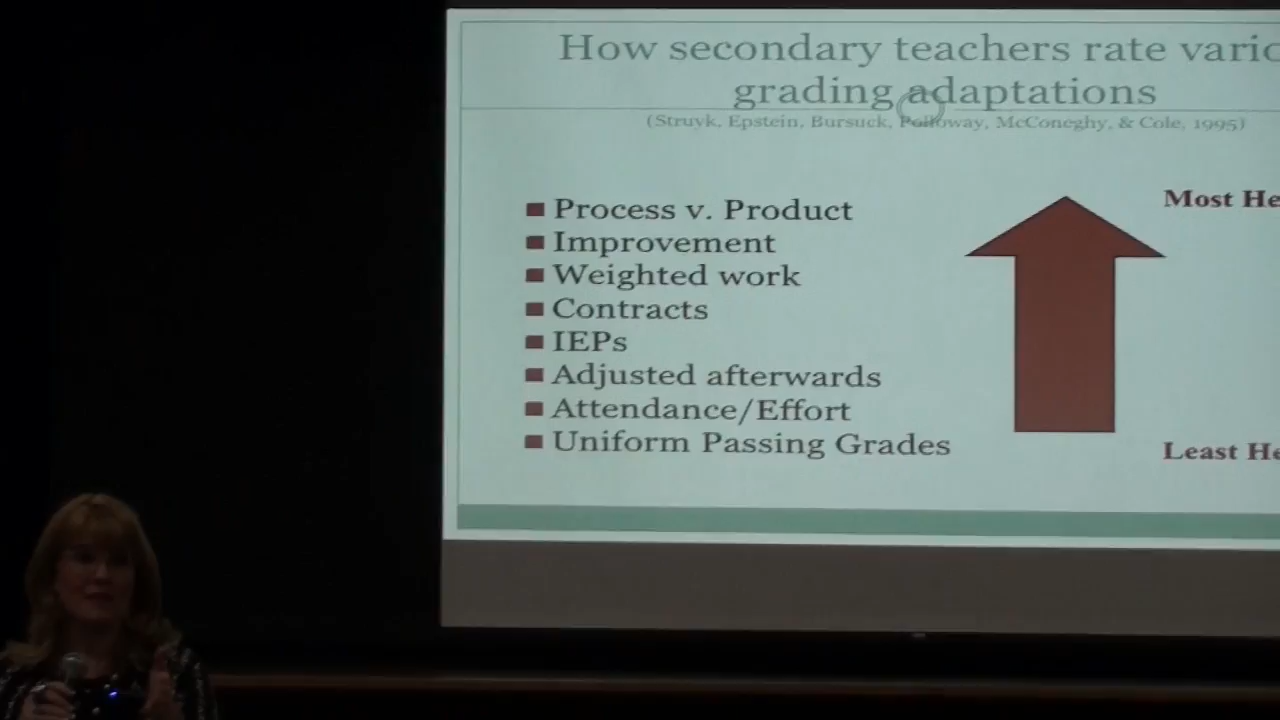 How secondary teachers rate vario
grading adaptations
(Struyk, Epstein, Bursuck, Polloway, McConeghy, & Cole, 1995)
Process v. Product
Improvement
Weighted work
Contracts
IEPs
Adjusted afterwards
Attendance/Effort
Uniform Passing Grades
Most He
Least He